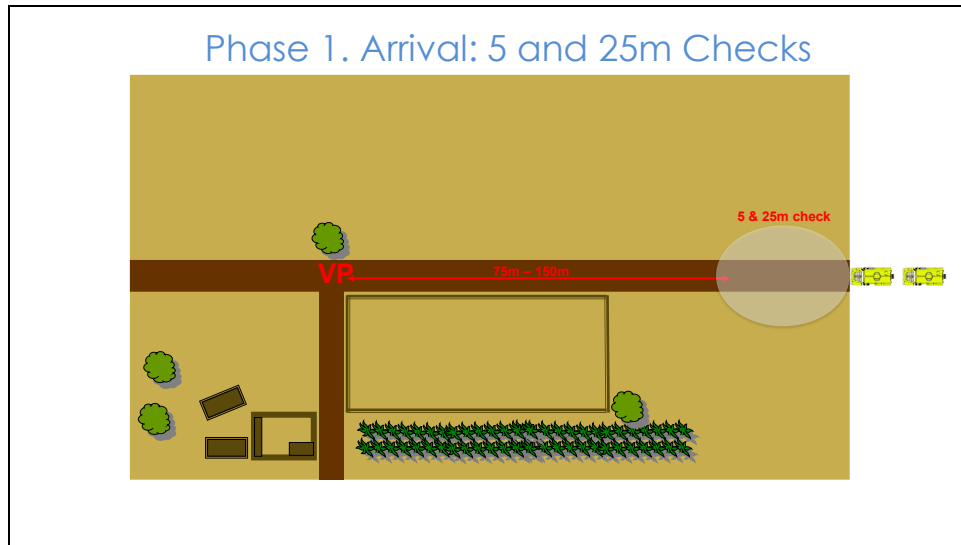 Phase 1. Arrival: 5 and 25m Checks
5 & 25m check
VP
75m – 150m